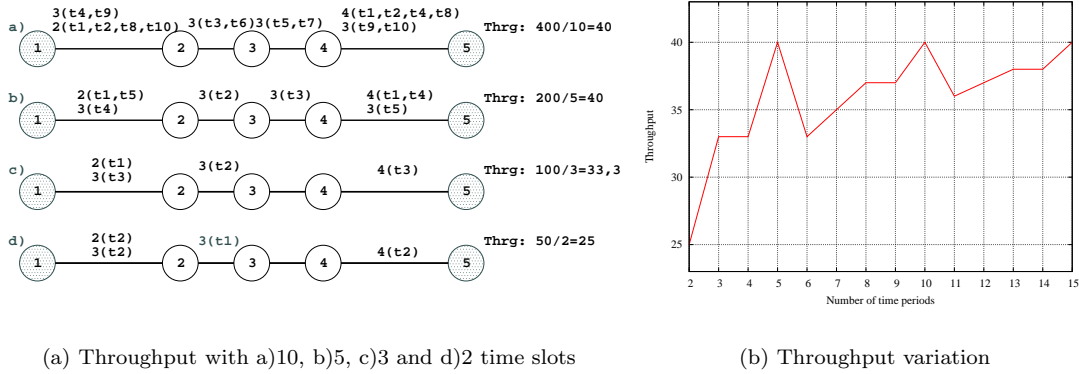 3(t4,t9)
a) 2(t1,t2,t8,t10) 3(t3,t6) 3(t5,t7) 4(t1,t2,t4,t8)
3(t9,t10)
1 2 3 4 5 Thrg: 400/10=40
b) 2(t1,t5) 3(t2) 3(t3) 4(t1,t4)
3(t4) 3(t5)
1 2 3 4 5 Thrg: 200/5=40
c) 2(t1) 3(t2) 4(t3) Thrg: 100/3=33,3
3(t3)
1 2 3 4 5
d) 2(t2) 3(t1) Thrg: 50/2=25
3(t2) 4(t2)
1 2 3 4 5
(a) Throughput with a)10, b)5, c)3 and d)2 time slots
Throughput
40
35
30
25
2 3 4 5 6 7 8 9 10 11 12 13 14 15
Number of time periods
(b) Throughput variation